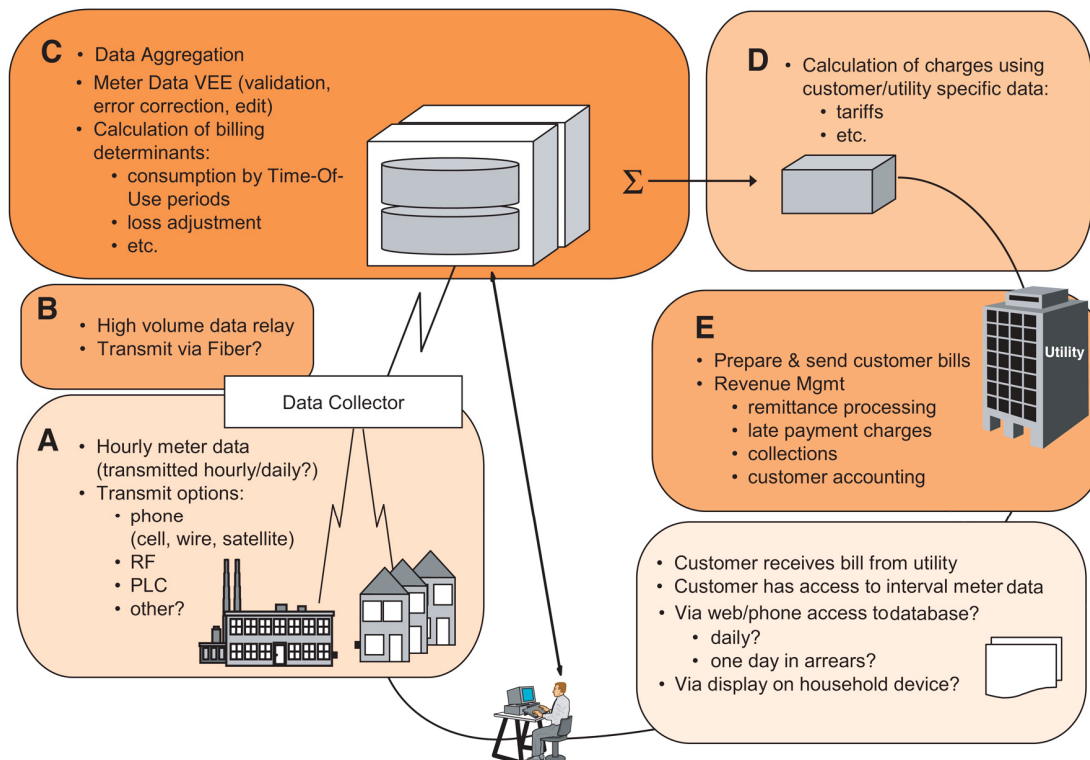 C
• Data Aggregation
• Meter Data VEE (validation,
error correction, edit)
• Calculation of billing
determinants:
• consumption by Time-Of-
Use periods
• loss adjustment
• etc.
Σ
D
• Calculation of charges using
customer/utility specific data:
• tariffs
• etc.
B
• High volume data relay
• Transmit via Fiber?
Data Collector
A
• Hourly meter data
(transmitted hourly/daily?)
• Transmit options:
• phone
(cell, wire, satellite)
• RF
• PLC
• other?
E
• Prepare & send customer bills
• Revenue Mgmt
• remittance processing
• late payment charges
• collections
• customer accounting
Utility
• Customer receives bill from utility
• Customer has access to interval meter data
• Via web/phone access to database?
• daily?
• one day in arrears?
• Via display on household device?